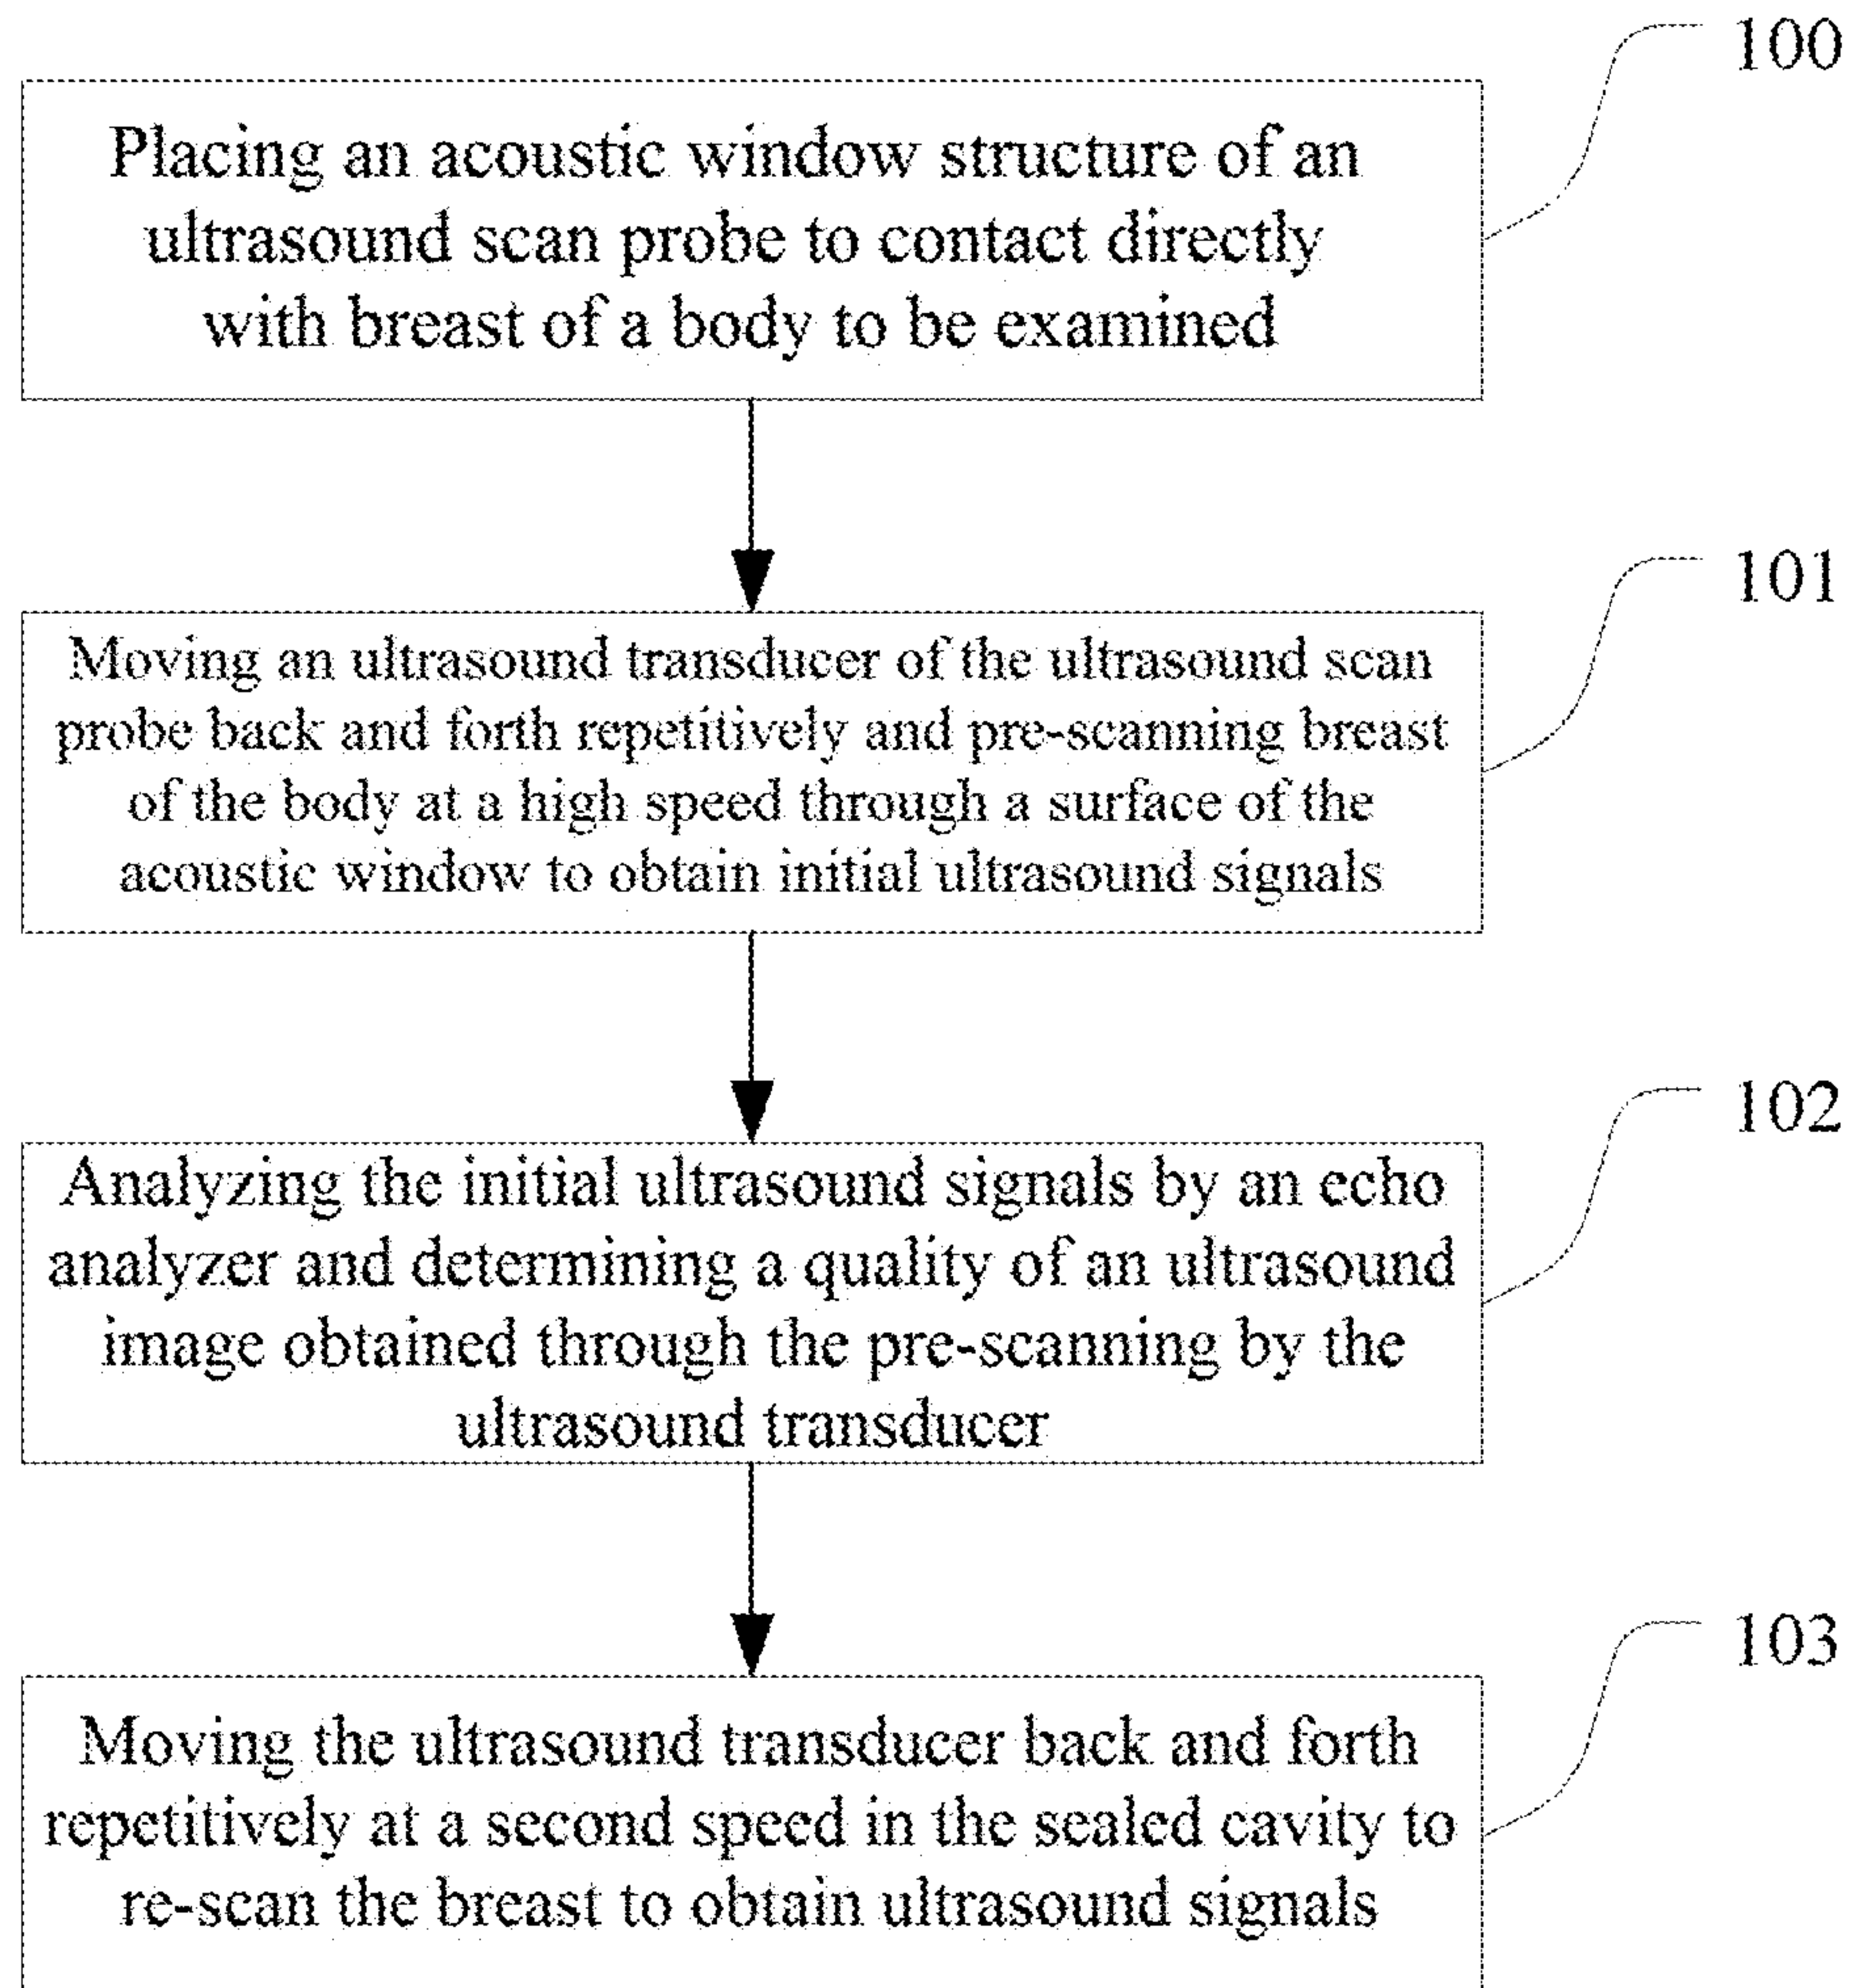 100
Placing an acoustic window structure of an
ultrasound scan probe to contact directly
with breast of a body to be examined
101
Moving an ultrasound transducer of the ultrasound scan
probe back and forth repetitively and pre-scanning breast
of the body at a high speed through a surface of the
acoustic window to obtain initial ultrasound signals
102
Analyzing the initial ultrasound signals by an echo
analyzer and determining a quality of an ultrasound
image obtained through the pre-scanning by the
ultrasound transducer
103
Moving the ultrasound transducer back and forth
repetitively at a second speed in the sealed cavity to
re-scan the breast to obtain ultrasound signals